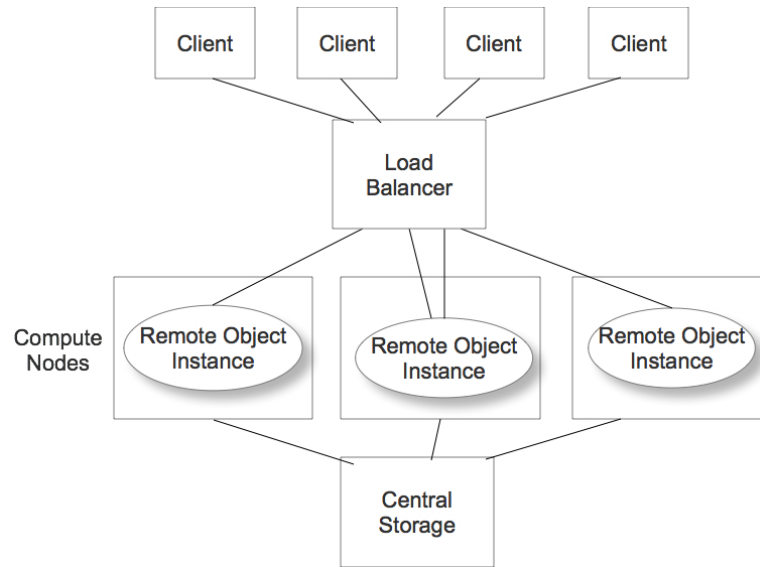 Client
Client
Client
Client
Load
Balancer
Compute
Nodes
Remote Object
Instance
Remote Object
Instance
Remote Object
Instance
Central
Storage